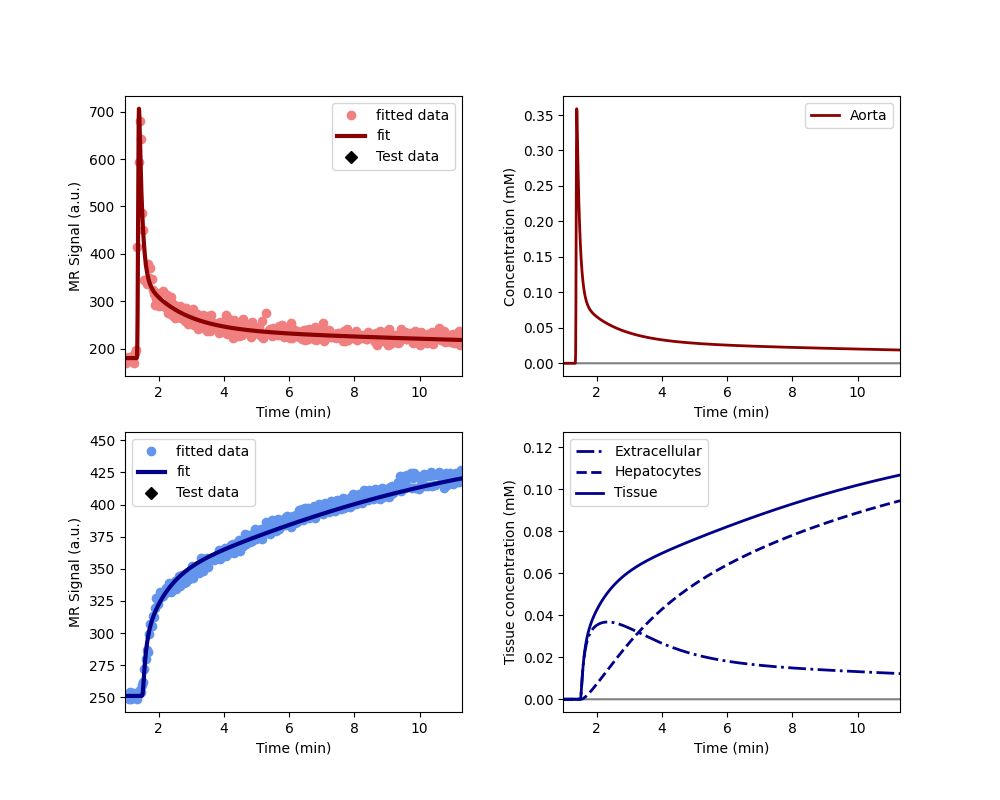 700
600
500
400
300
200
MR Signal (a.u.)
fitted data
fit
Test data
2
4
6
8
10
Time (min)
0.35
0.30
0.25
0.20
0.15
0.10
0.05
0.00
Concentration (mM)
Aorta
2
4
6
8
10
Time (min)
450
425
400
375
350
325
300
275
250
MR Signal (a.u.)
fitted data
fit
Test data
2
4
6
8
10
Time (min)
0.12
0.10
0.08
0.06
0.04
0.02
0.00
Tissue concentration (mM)
Extracellular
Hepatocytes
Tissue
2
4
6
8
10
Time (min)